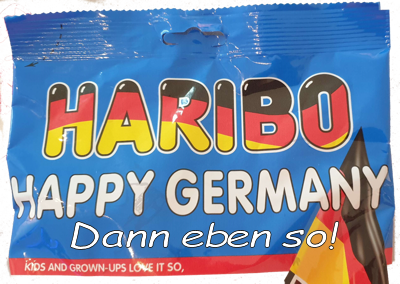 HARIBO
HAPPY GERMANY
Dann eben so!
KIDS AND GROWN-UPS LOVE IT SO,